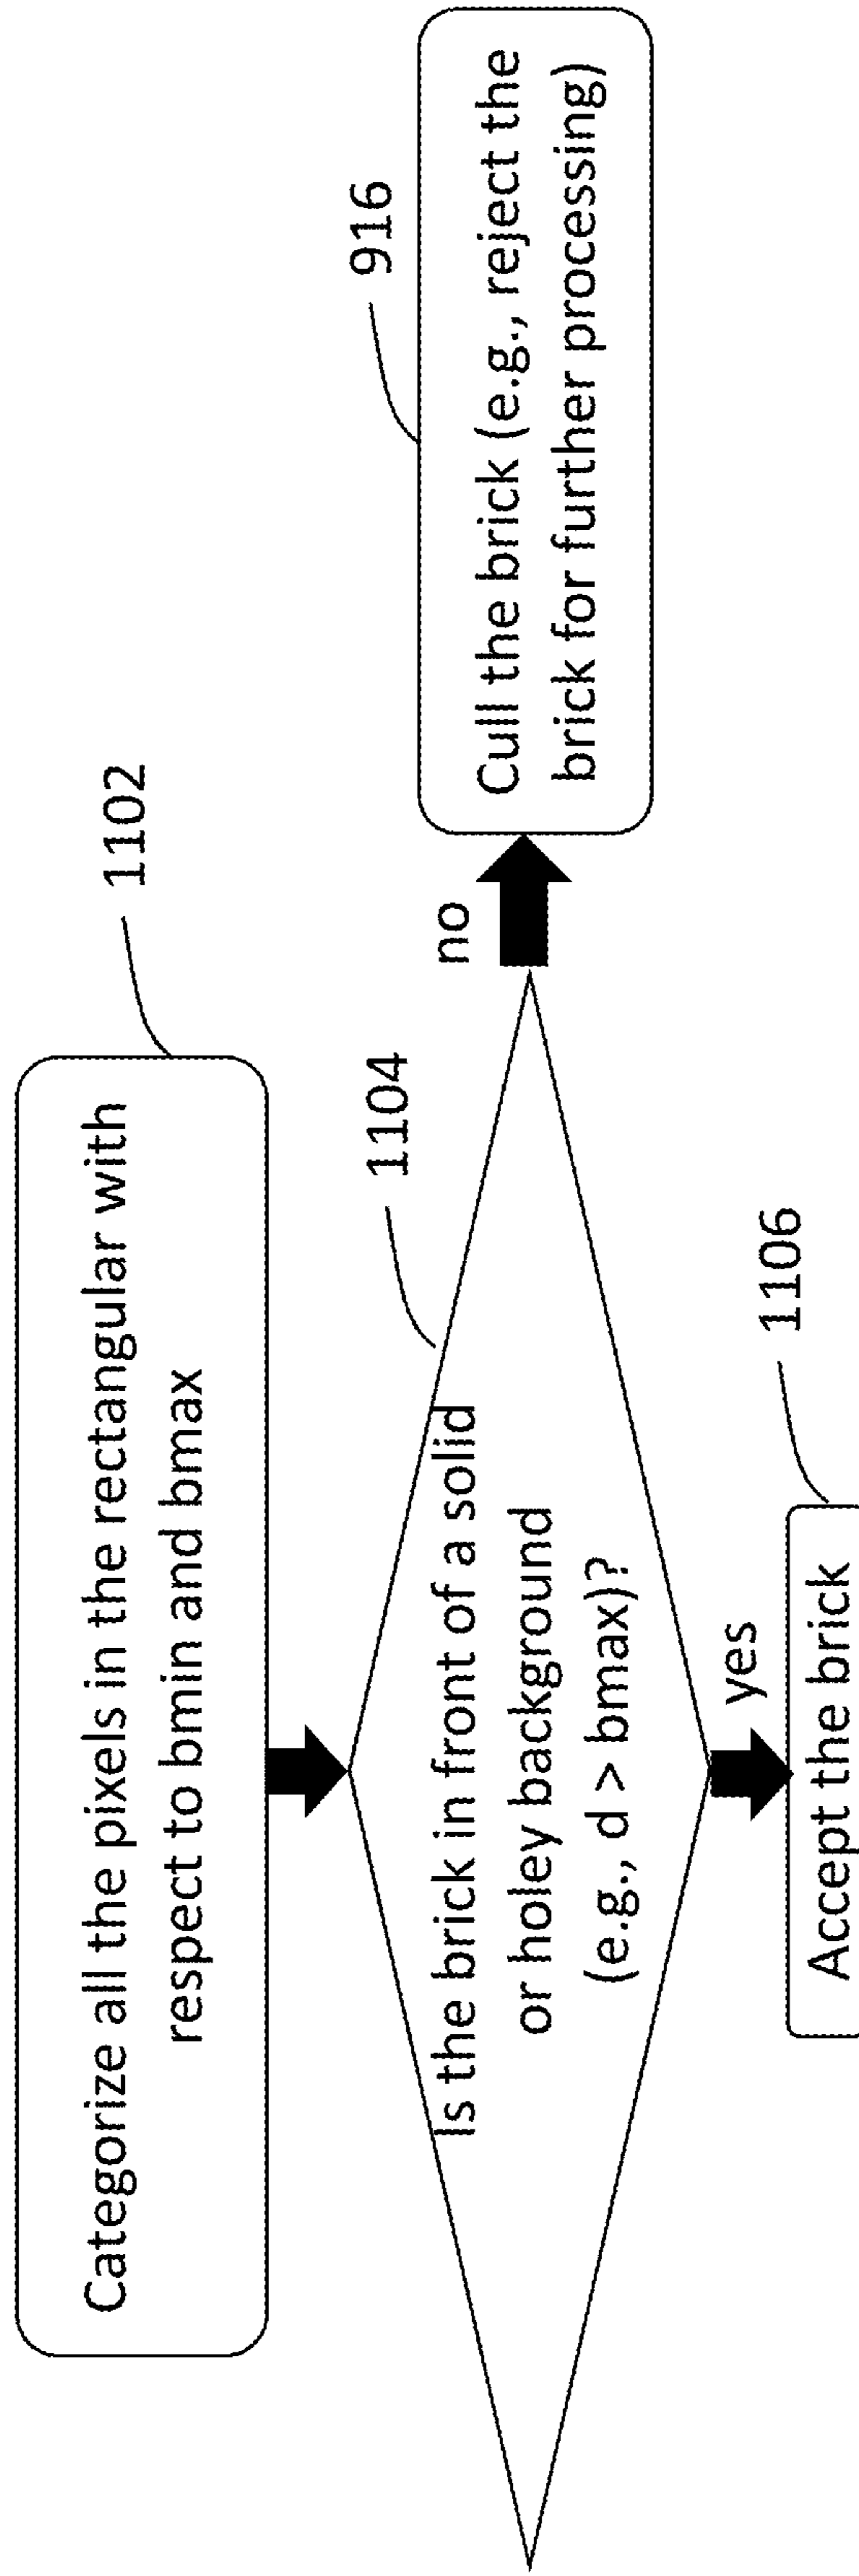 1102
Categorize all the pixels in the rectangular with
respect to bmin and bmax
1104
Is the brick in front of a solid
or holey background
(e.g., d > bmax)?
no
916
Cull the brick (e.g., reject the
brick for further processing)
yes
1106
Accept the brick